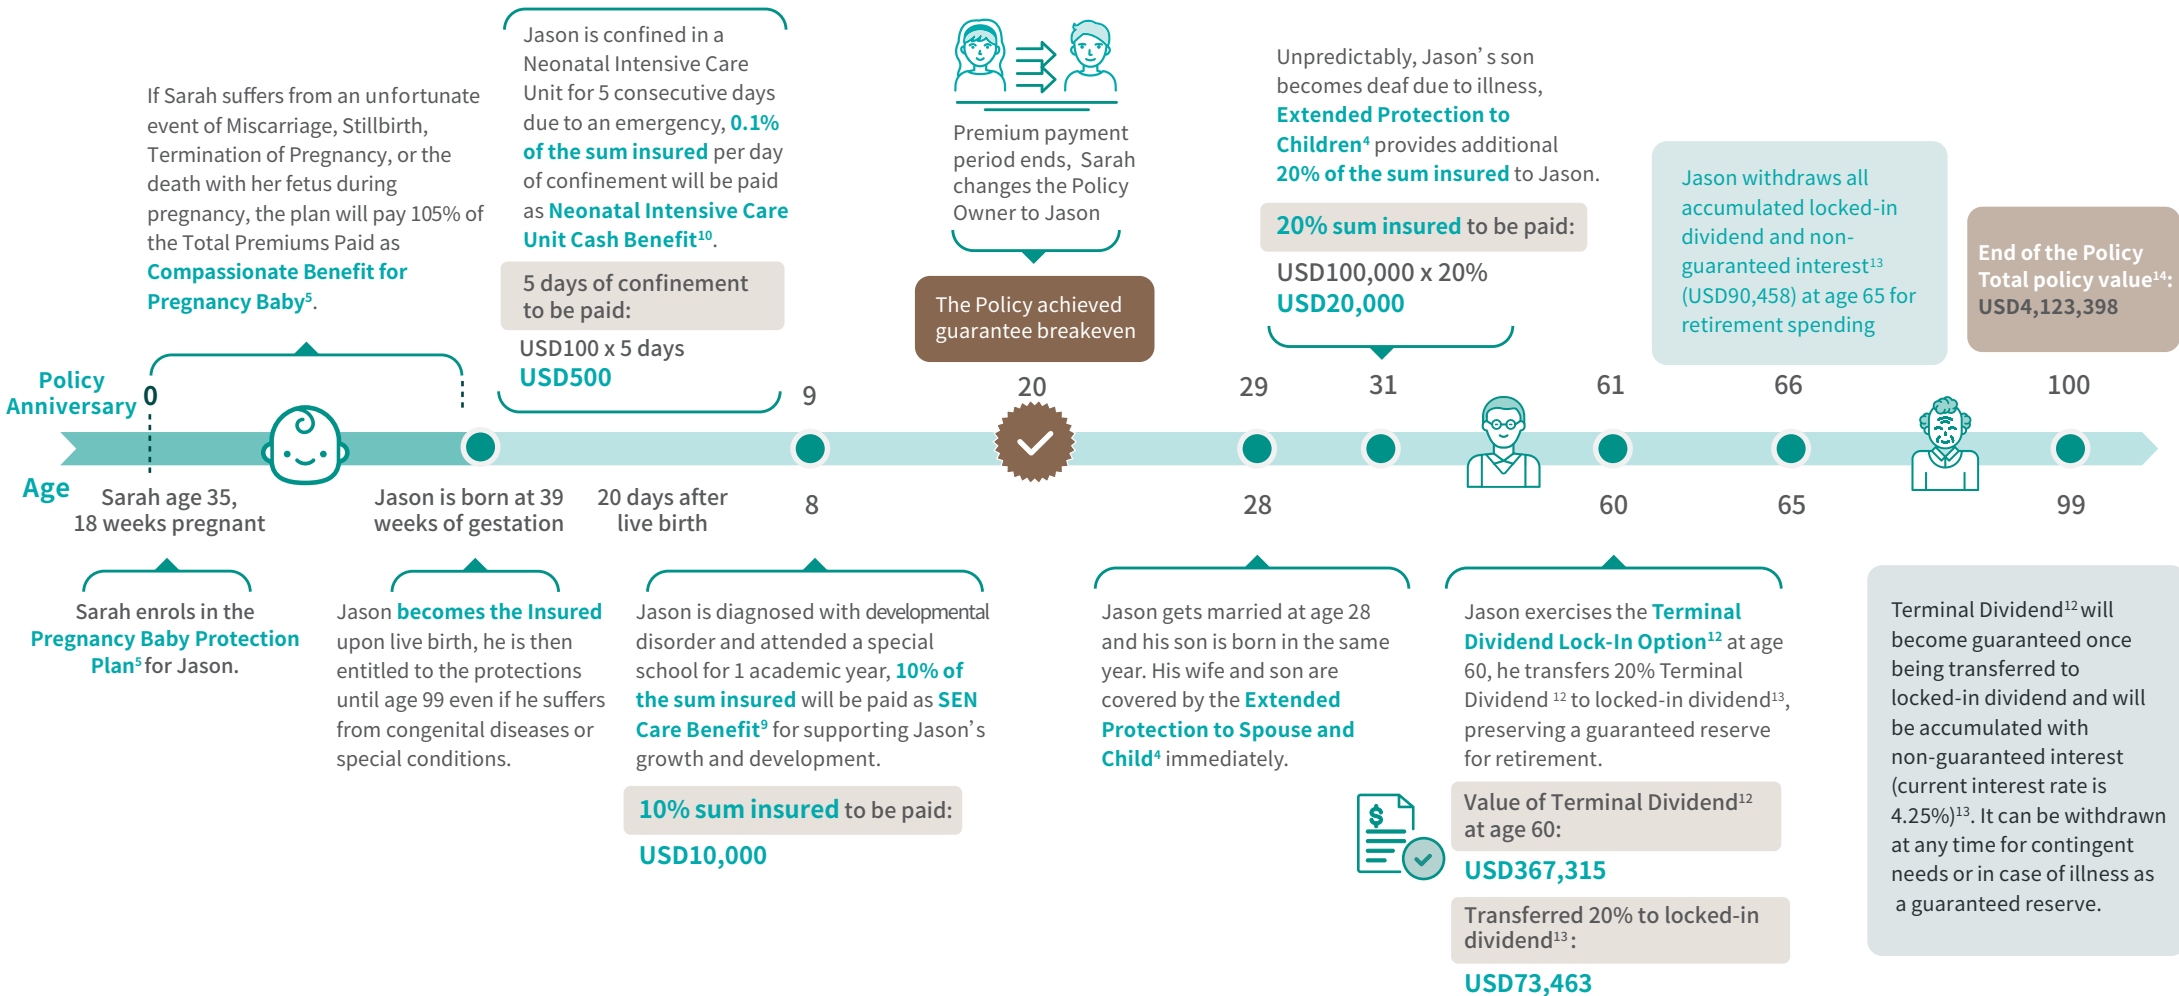 If Sarah suffers from an unfortunate
event of Miscarriage, Stillbirth,
Termination of Pregnancy, or the
death with her fetus during
pregnancy, the plan will pay 105% of
the Total Premiums Paid as
Compassionate Benefit for
Pregnancy Baby⁵.
Jason is confined in a
Neonatal Intensive Care
Unit for 5 consecutive days
due to an emergency, 0.1%
of the sum insured per day
of confinement will be paid
as Neonatal Intensive Care
Unit Cash Benefit¹⁰.
5 days of confinement
to be paid:
USD100 x 5 days
USD500
Premium payment
period ends, Sarah
changes the Policy
Owner to Jason
The Policy achieved
guarantee breakeven
Unpredictably, Jason's son
becomes deaf due to illness,
Extended Protection to
Children⁴ provides additional
20% of the sum insured to Jason.
20% sum insured to be paid:
USD100,000 x 20%
USD20,000
Jason withdraws all
accumulated locked-in
dividend and non-
guaranteed interest¹³
(USD90,458) at age 65 for
retirement spending
End of the Policy
Total policy value¹⁴:
USD4,123,398
Policy
Anniversary
0
9
20
29
31
61
66
100
Age
Sarah age 35,
18 weeks pregnant
Jason is born at 39
weeks of gestation
20 days after
live birth
8
28
60
65
99
Sarah enrols in the
Pregnancy Baby Protection
Plan⁵ for Jason.
Jason becomes the Insured
upon live birth, he is then
entitled to the protections
until age 99 even if he suffers
from congenital diseases or
special conditions.
Jason is diagnosed with developmental
disorder and attended a special
school for 1 academic year, 10% of
the sum insured will be paid as SEN
Care Benefit⁹ for supporting Jason's
growth and development.
10% sum insured to be paid:
USD10,000
Jason gets married at age 28
and his son is born in the same
year. His wife and son are
covered by the Extended
Protection to Spouse and
Child⁴ immediately.
$
Jason exercises the Terminal
Dividend Lock-In Option¹² at age
60, he transfers 20% Terminal
Dividend ¹² to locked-in dividend¹³,
preserving a guaranteed reserve
for retirement.
Value of Terminal Dividend¹²
at age 60:
USD367,315
Transferred 20% to locked-in
dividend¹³:
USD73,463
Terminal Dividend¹² will
become guaranteed once
being transferred to
locked-in dividend and will
be accumulated with
non-guaranteed interest
(current interest rate is
4.25%)¹³. It can be withdrawn
at any time for contingent
needs or in case of illness as
a guaranteed reserve.